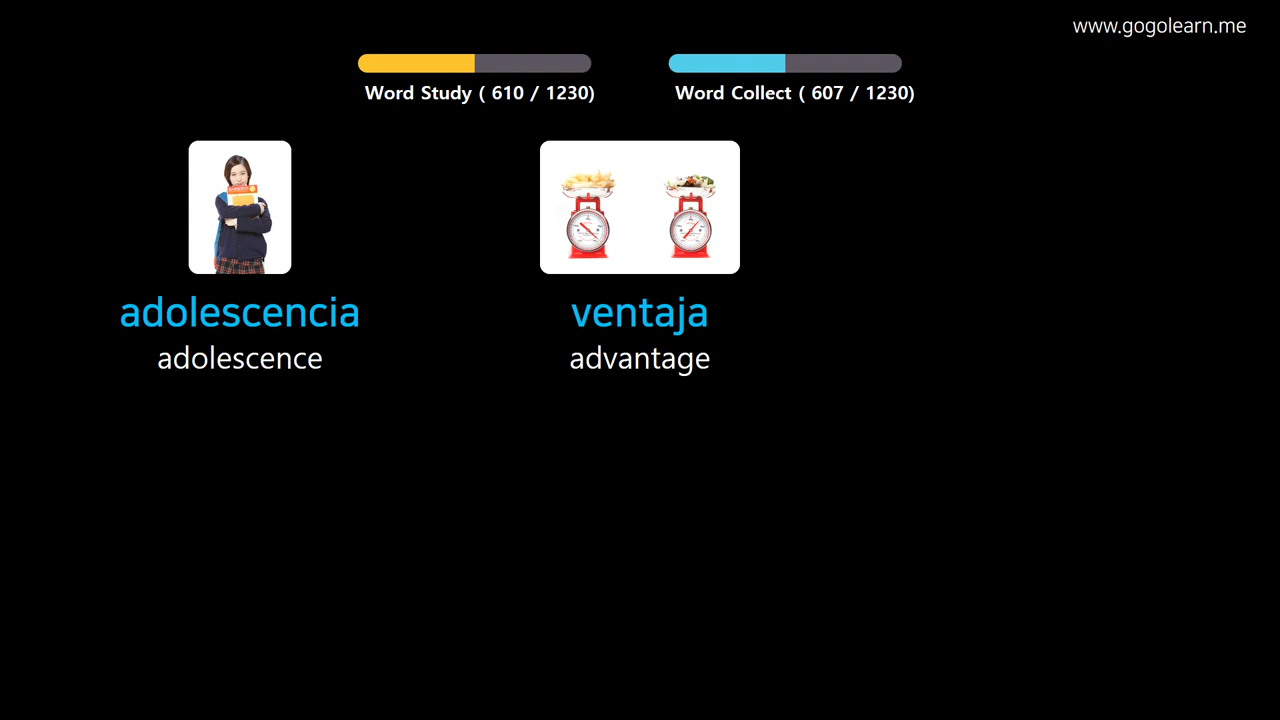 www.gogolearn.me
Word Study ( 610 / 1230)
Word Collect ( 607 / 1230)
adolescencia
adolescence
ventaja
advantage